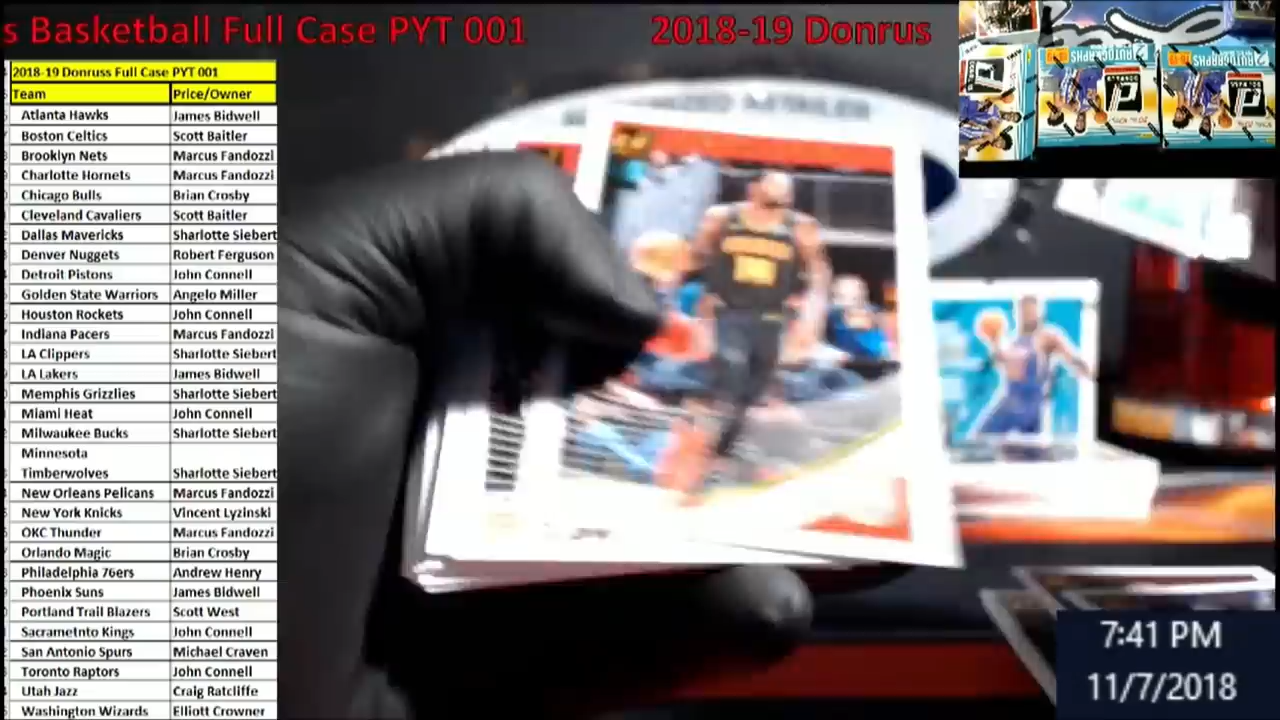 s Basketball Full Case PYT 001 2018-19 Donrus
2018-19 Donruss Full Case PYT 001
Team Price/Owner
Atlanta Hawks James Bidwell
Boston Celtics Scott Baitler
Brooklyn Nets Marcus Fandozzi
Charlotte Hornets Marcus Fandozzi
Chicago Bulls Brian Crosby
Cleveland Cavaliers Scott Baitler
Dallas Mavericks Sharlotte Siebert
Denver Nuggets Robert Ferguson
Detroit Pistons John Connell
Golden State Warriors Angelo Miller
Houston Rockets John Connell
Indiana Pacers Marcus Fandozzi
LA Clippers Sharlotte Siebert
LA Lakers James Bidwell
Memphis Grizzlies Sharlotte Siebert
Miami Heat John Connell
Milwaukee Bucks Sharlotte Siebert
Minnesota
Timberwolves Sharlotte Siebert
New Orleans Pelicans Marcus Fandozzi
New York Knicks Vincent Lyzinski
OKC Thunder Marcus Fandozzi
Orlando Magic Brian Crosby
Philadelphia 76ers Andrew Henry
Phoenix Suns James Bidwell
Portland Trail Blazers Scott West
Sacrametnto Kings John Connell
San Antonio Spurs Michael Craven
Toronto Raptors John Connell
Utah Jazz Craig Ratcliffe
Washington Wizards Elliott Crowner
AUTOGRAPHS
AUTOGRAPHS
7:41 PM
11/7/2018